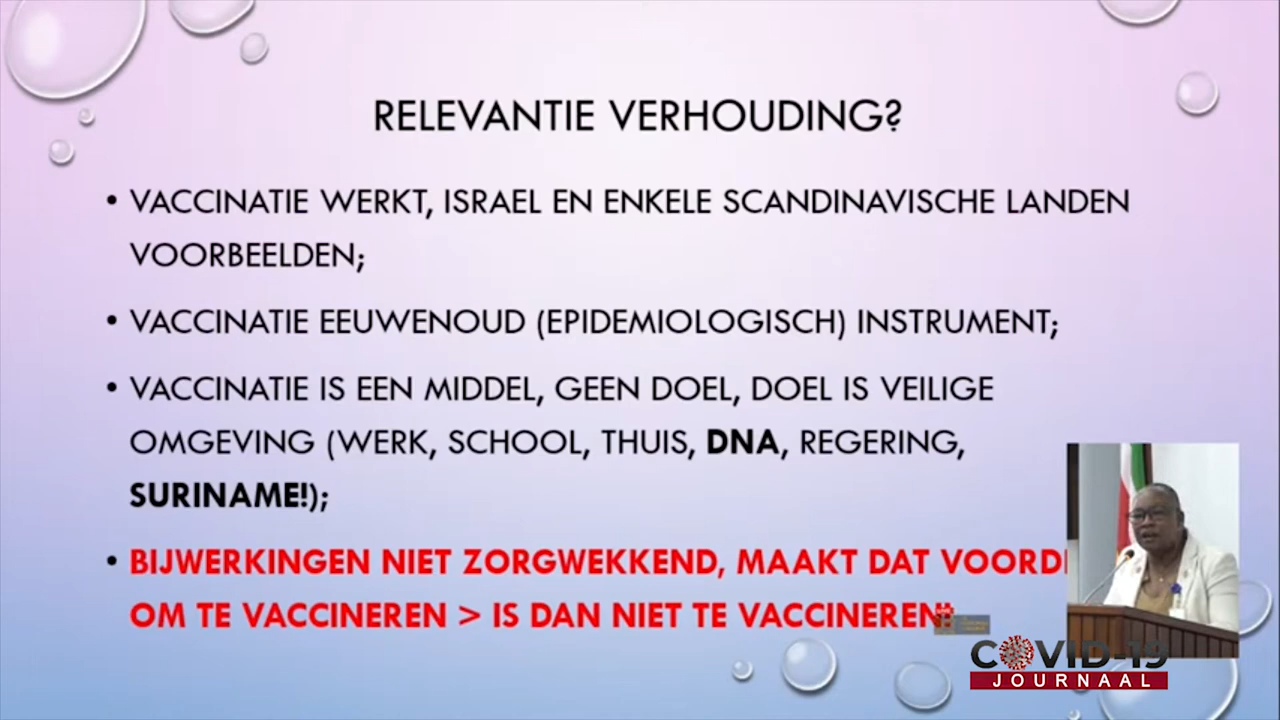 RELEVANTIE VERHOUDING?
• VACCINATIE WERKT, ISRAEL EN ENKELE SCANDINAVISCHE LANDEN
VOORBEELDEN;
• VACCINATIE EEUWENOUD (EPIDEMIOLOGISCH) INSTRUMENT;
• VACCINATIE IS EEN MIDDEL, GEEN DOEL, DOEL IS VEILIGE
OMGEVING (WERK, SCHOOL, THUIS, DNA, REGERING,
SURINAME!);
• BIJWERKINGEN NIET ZORGWEKKEND, MAAKT DAT
OM TE VACCINEREN > IS DAN NIET TE VACCINEREN
COVID-19
JOURNAAL